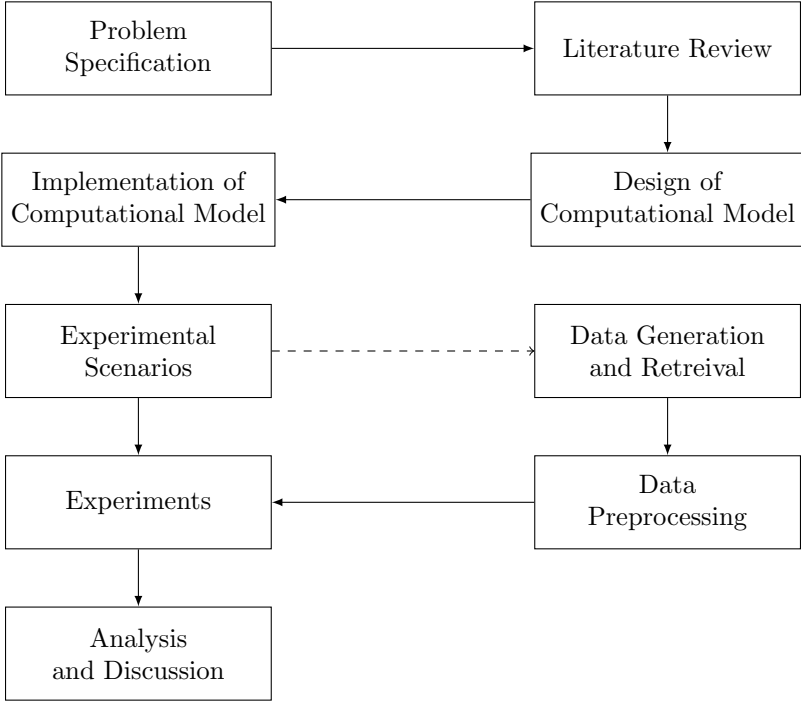 Problem
Specification
Literature Review
Implementation of
Computational Model
Design of
Computational Model
Experimental
Scenarios
Data Generation
and Retreival
Experiments
Data
Preprocessing
Analysis
and Discussion